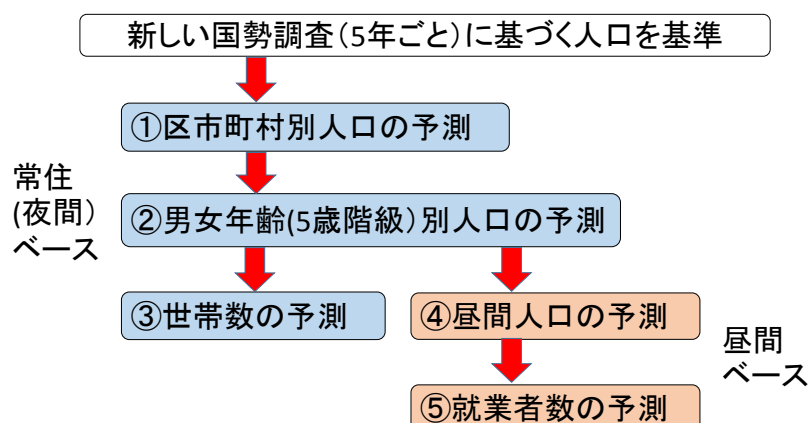 新しい国勢調査（5年ごと）に基づく人口を基準
①区市町村別人口の予測
常住
(夜間）
ベース
②男女年齢(5歳階級）別人口の予測
③世帯数の予測
④昼間人口の予測
昼間
ベース
⑤就業者数の予測